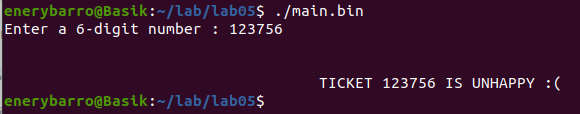 enerybarro@Basik:~/lab/lab05$ ./main.bin
Enter a 6-digit number : 123756
TICKET 123756 IS UNHAPPY :(
enerybarro@Basik:~/lab/lab05$